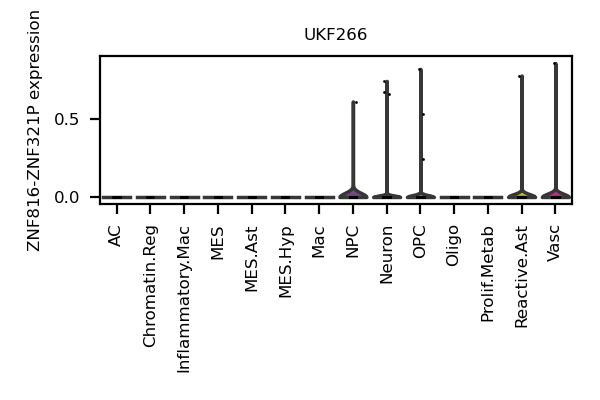 UKF266
ZNF816-ZNF321P expression
0.5
0.0
AC
Chromatin.Reg
Inflammatory.Mac
MES
MES.Ast
MES.Hyp
Mac
NPC
Neuron
OPC
Oligo
Prolif.Metab
Reactive.Ast
Vasc